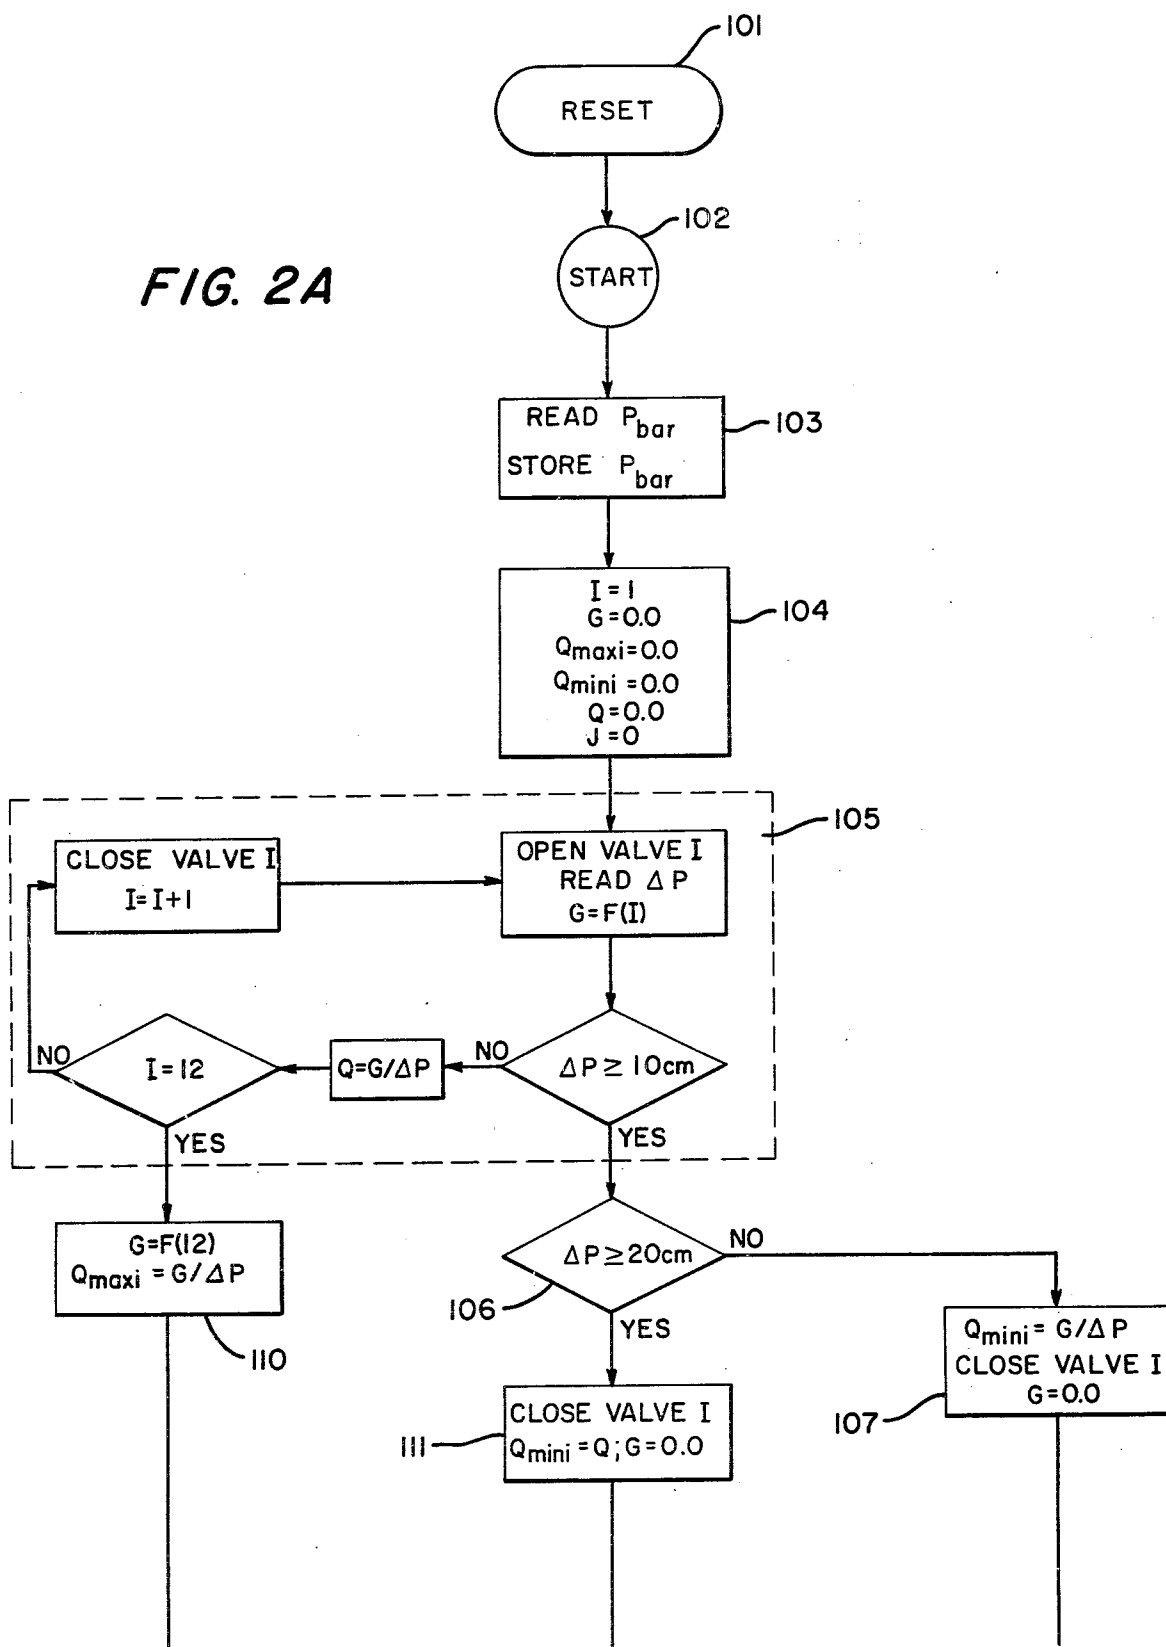 101
RESET
102
START
FIG. 2A
READ P_bar
STORE P_bar
103
I=1
G=0.0
Q_maxi=0.0
Q_mini=0.0
Q=0.0
J=0
104
105
CLOSE VALVE I
I=I+1
OPEN VALVE I
READ ΔP
G=F(I)
NO
I=12
Q=G/ΔP
NO
ΔP≥10cm
YES
YES
G=F(12)
Q_maxi=G/ΔP
110
ΔP≥20cm
NO
106
YES
Q_mini=G/ΔP
CLOSE VALVE I
G=0.0
107
CLOSE VALVE I
Q_mini=Q;G=0.0
111